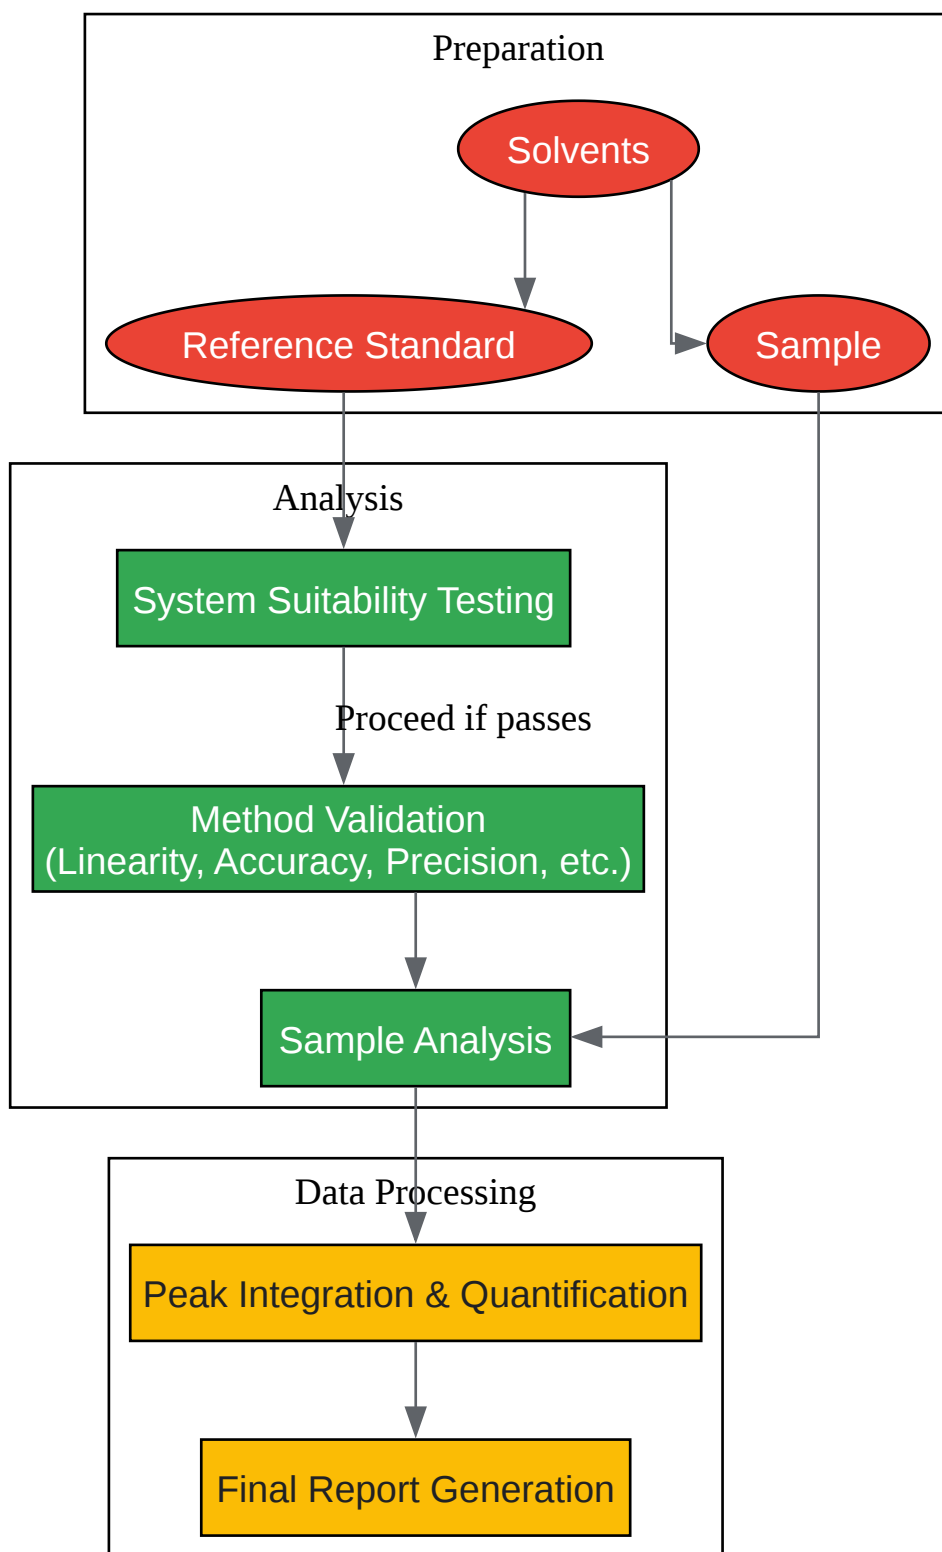 Preparation
Solvents
Reference Standard
Sample
Analysis
System Suitability Testing
Proceed if passes
Method Validation
(Linearity, Accuracy, Precision, etc.)
Sample Analysis
Data Processing
Peak Integration & Quantification
Final Report Generation